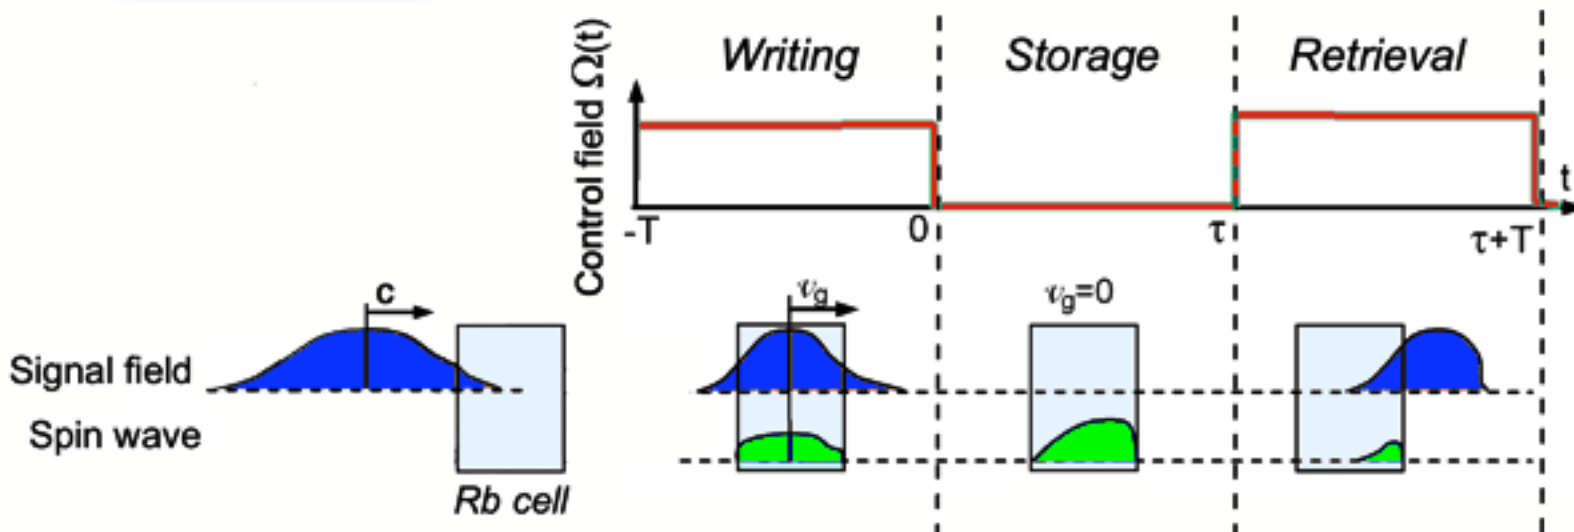 Writing
Storage
Retrieval
Control field Ω(t)
t
-T
0
τ
τ+T
c
v_g
v_g=0
Signal field
Spin wave
Rb cell